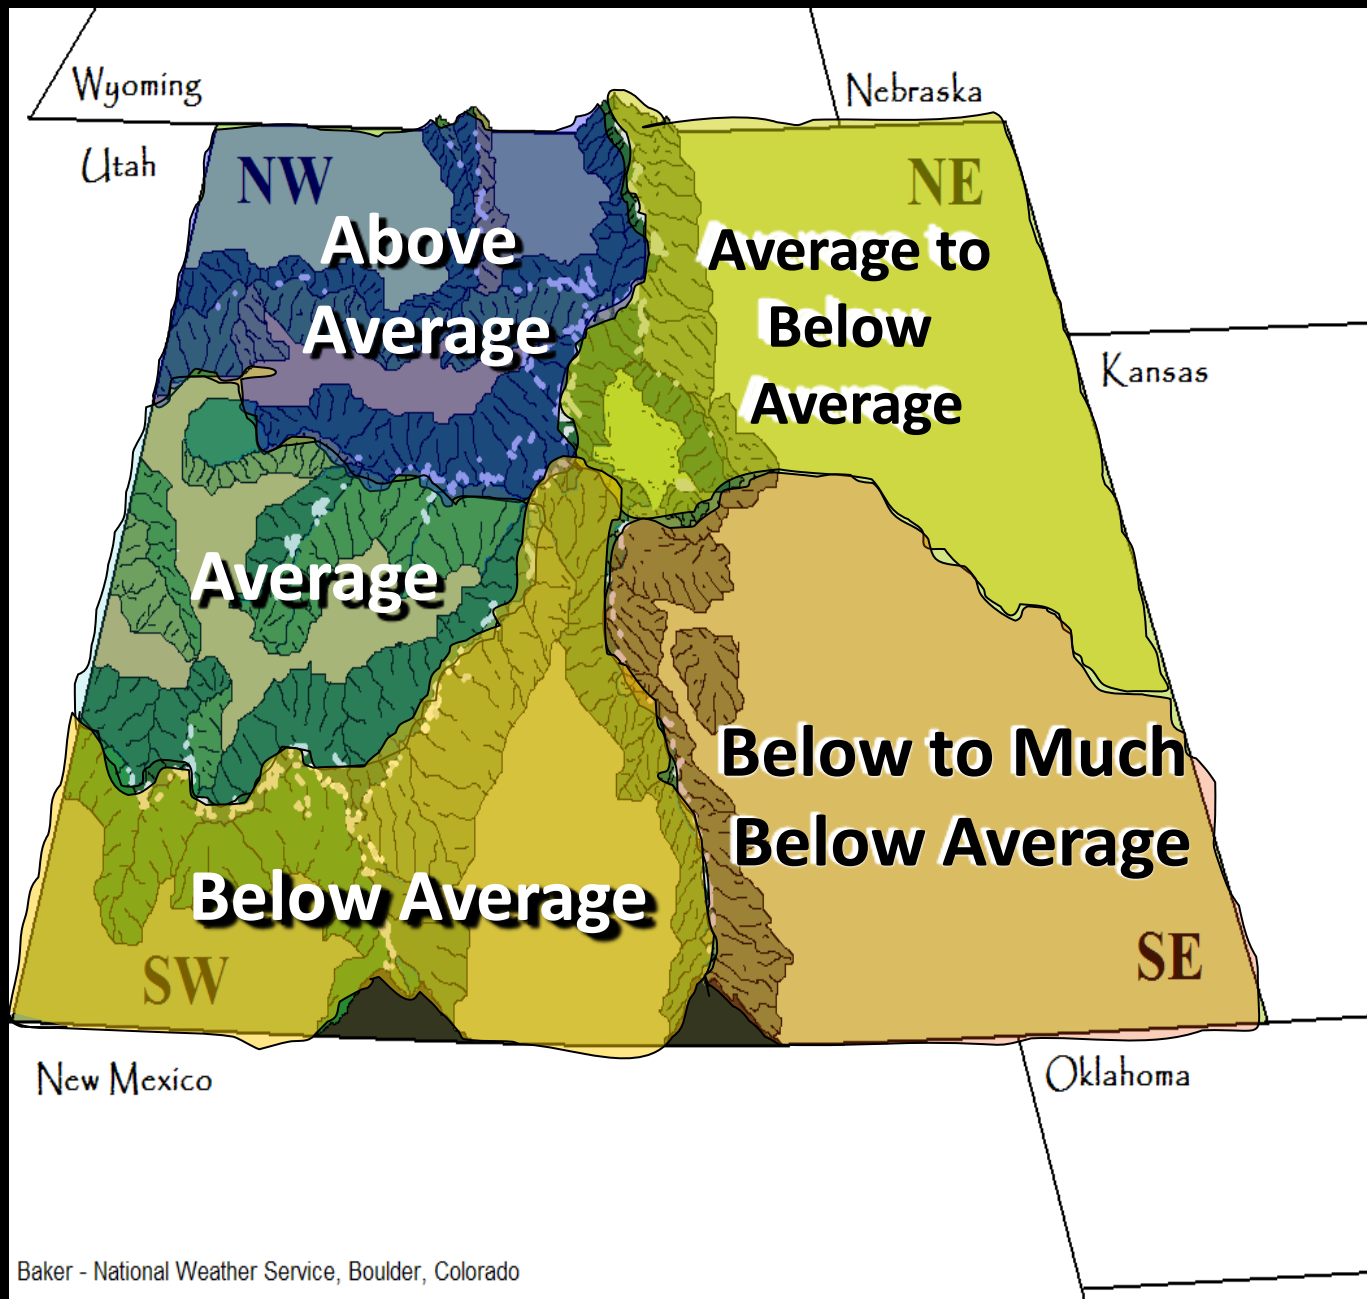 Wyoming
Nebraska
Utah
NW
NE
Above
Average
Average to
Below
Average
Kansas
Average
Below to Much
Below Average
Below Average
SW
SE
New Mexico
Oklahoma
Baker - National Weather Service, Boulder, Colorado